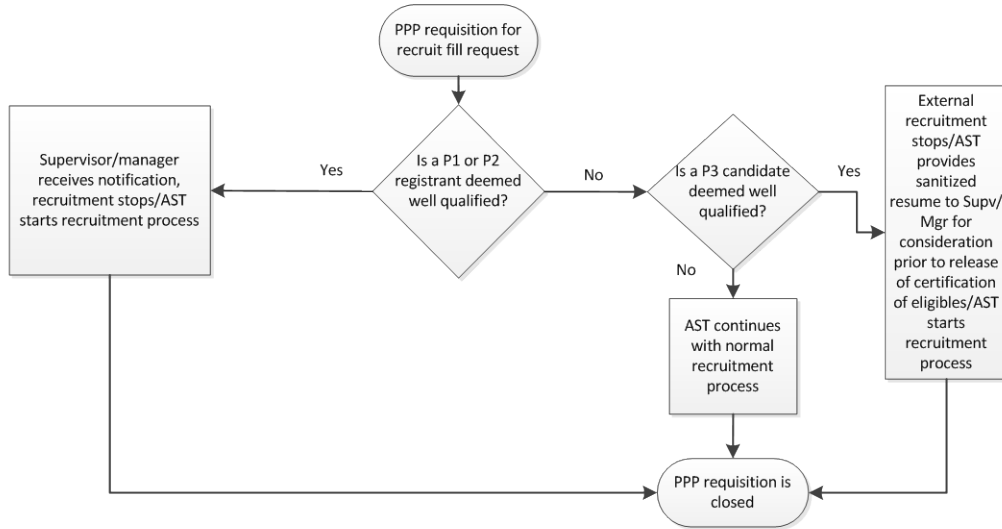 PPP requisition for
recruit fill request
Supervisor/manager
receives notification,
recruitment stops/AST
starts recruitment process
Yes
Is a P1 or P2
registrant deemed
well qualified?
No
Is a P3 candidate
deemed well
qualified?
Yes
External
recruitment
stops/AST
provides
sanitized
resume to Supv/
Mgr for
consideration
prior to release
of certification
of eligibles/AST
starts
recruitment
process
No
AST continues
with normal
recruitment
process
PPP requisition is
closed